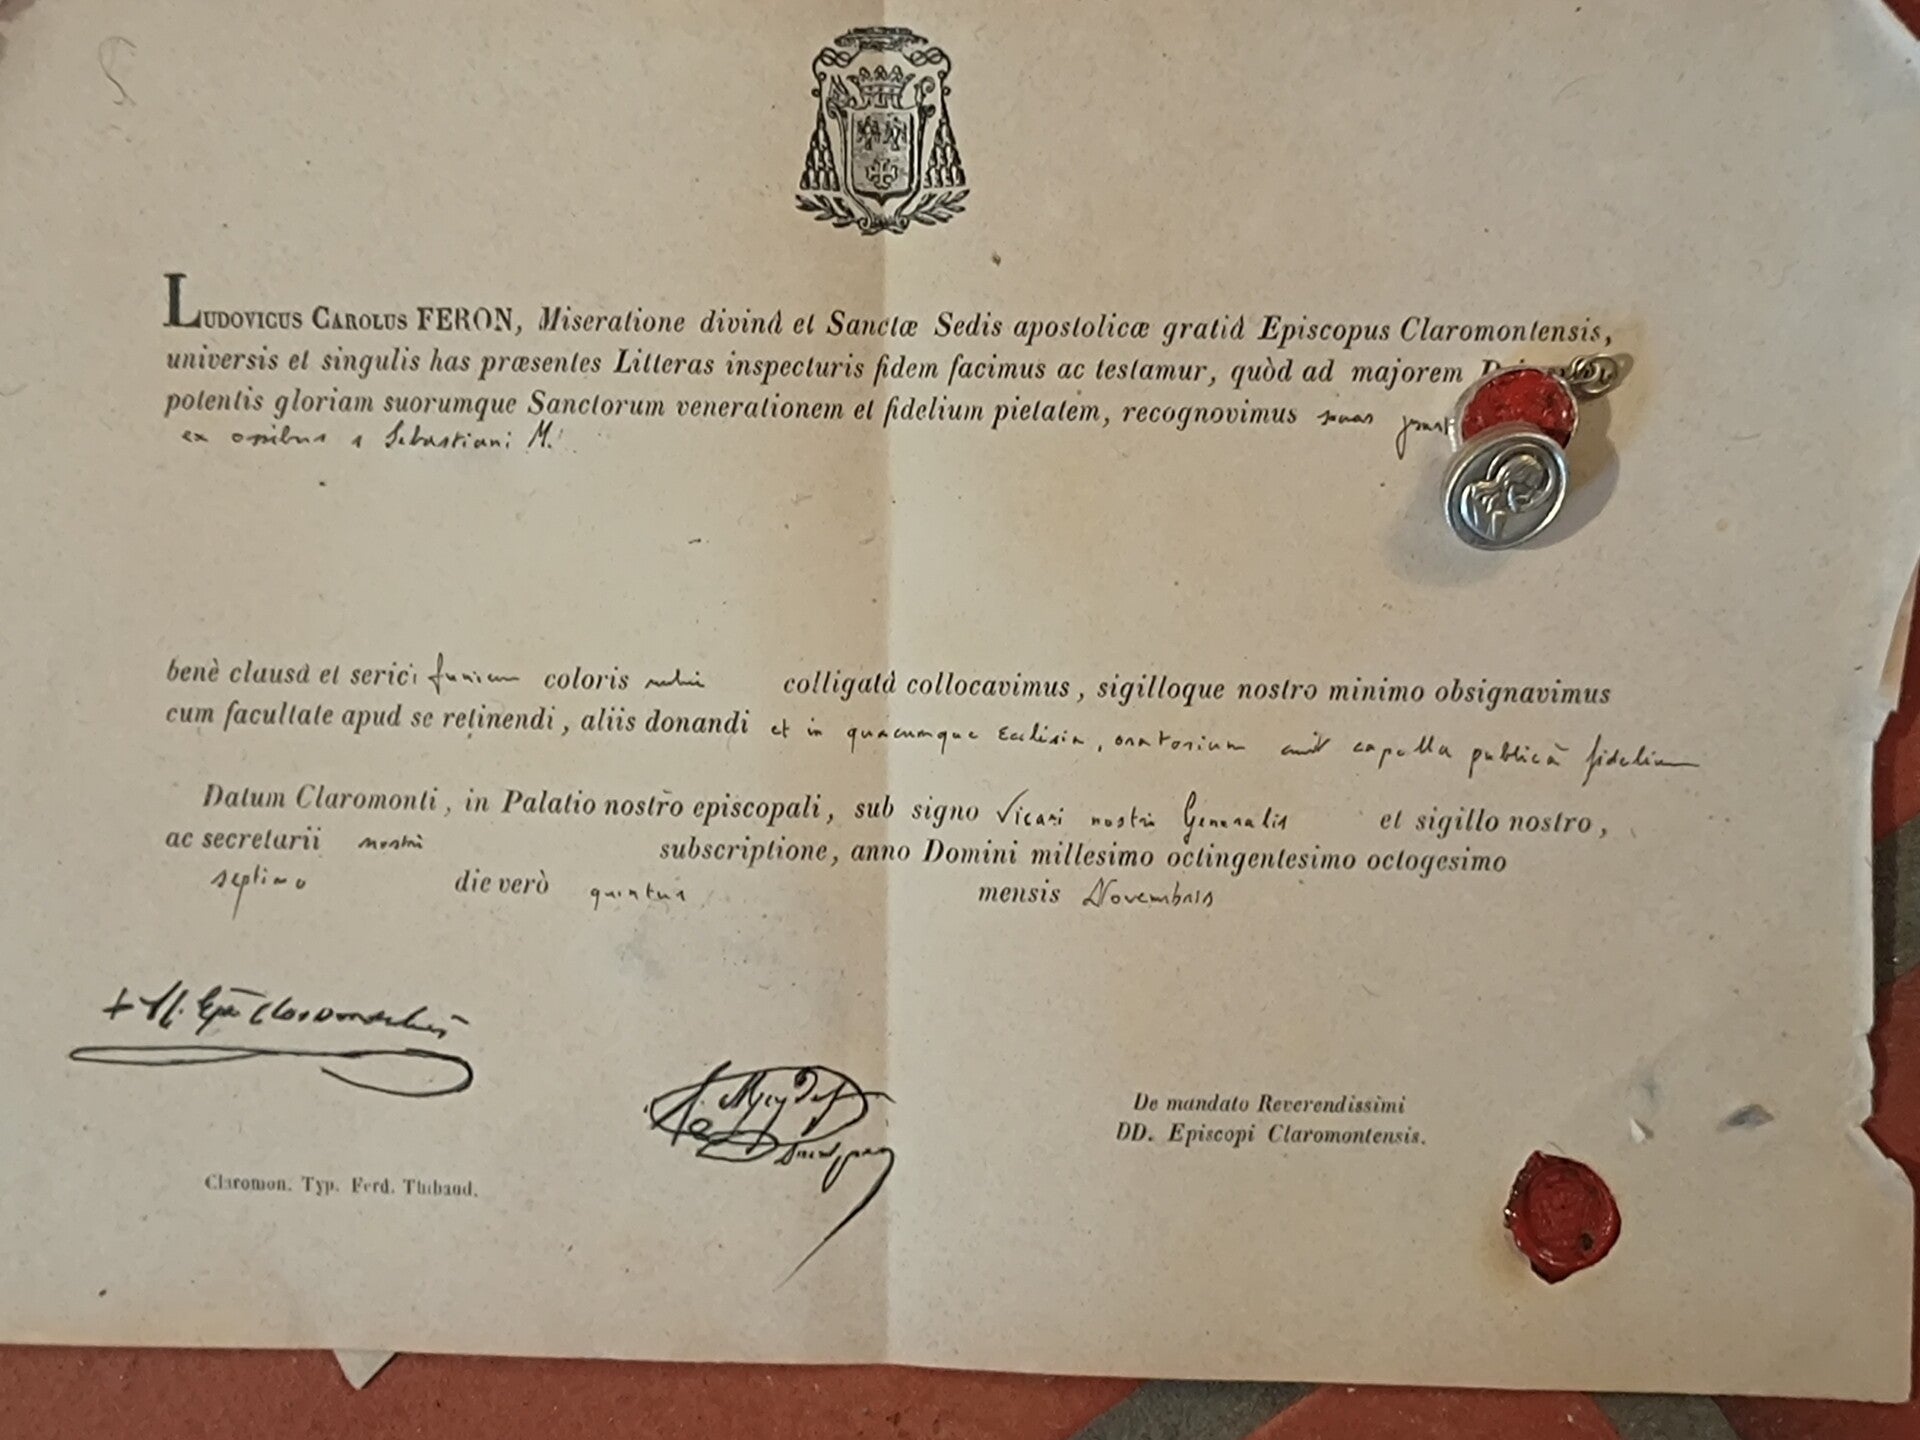 LUDOVICUS CAROLUS FERON, Miseratione divinâ et Sanctæ Sedis apostolicæ gratiâ Episcopus Claromontensis,
universis et singulis has præsentes Litteras inspecturis fidem facimus ac testamur, quòd ad majorem
potentis gloriam suorumque Sanctorum venerationem et fidelium pietatem, recognovimus sacras
ex ossibus s Sebastiani M.
benè clausâ et serici funiculo coloris rubri colligatâ collocavimus, sigilloque nostro minimo obsignavimus
cum facultate apud se retinendi, aliis donandi et in quacumque Ecclesia, oratorium aut capella publicâ fidelium
Datum Claromonti, in Palatio nostro episcopali, sub signo Vicarii nostri Generalis et sigillo nostro,
ac secretarii nostri subscriptione, anno Domini millesimo octingentesimo octogesimo
septimo die verò quintus mensis Novembris
De mandato Reverendissimi
DD. Episcopi Claromontensis.
Claromon. Typ. Ferd. Thibaud.